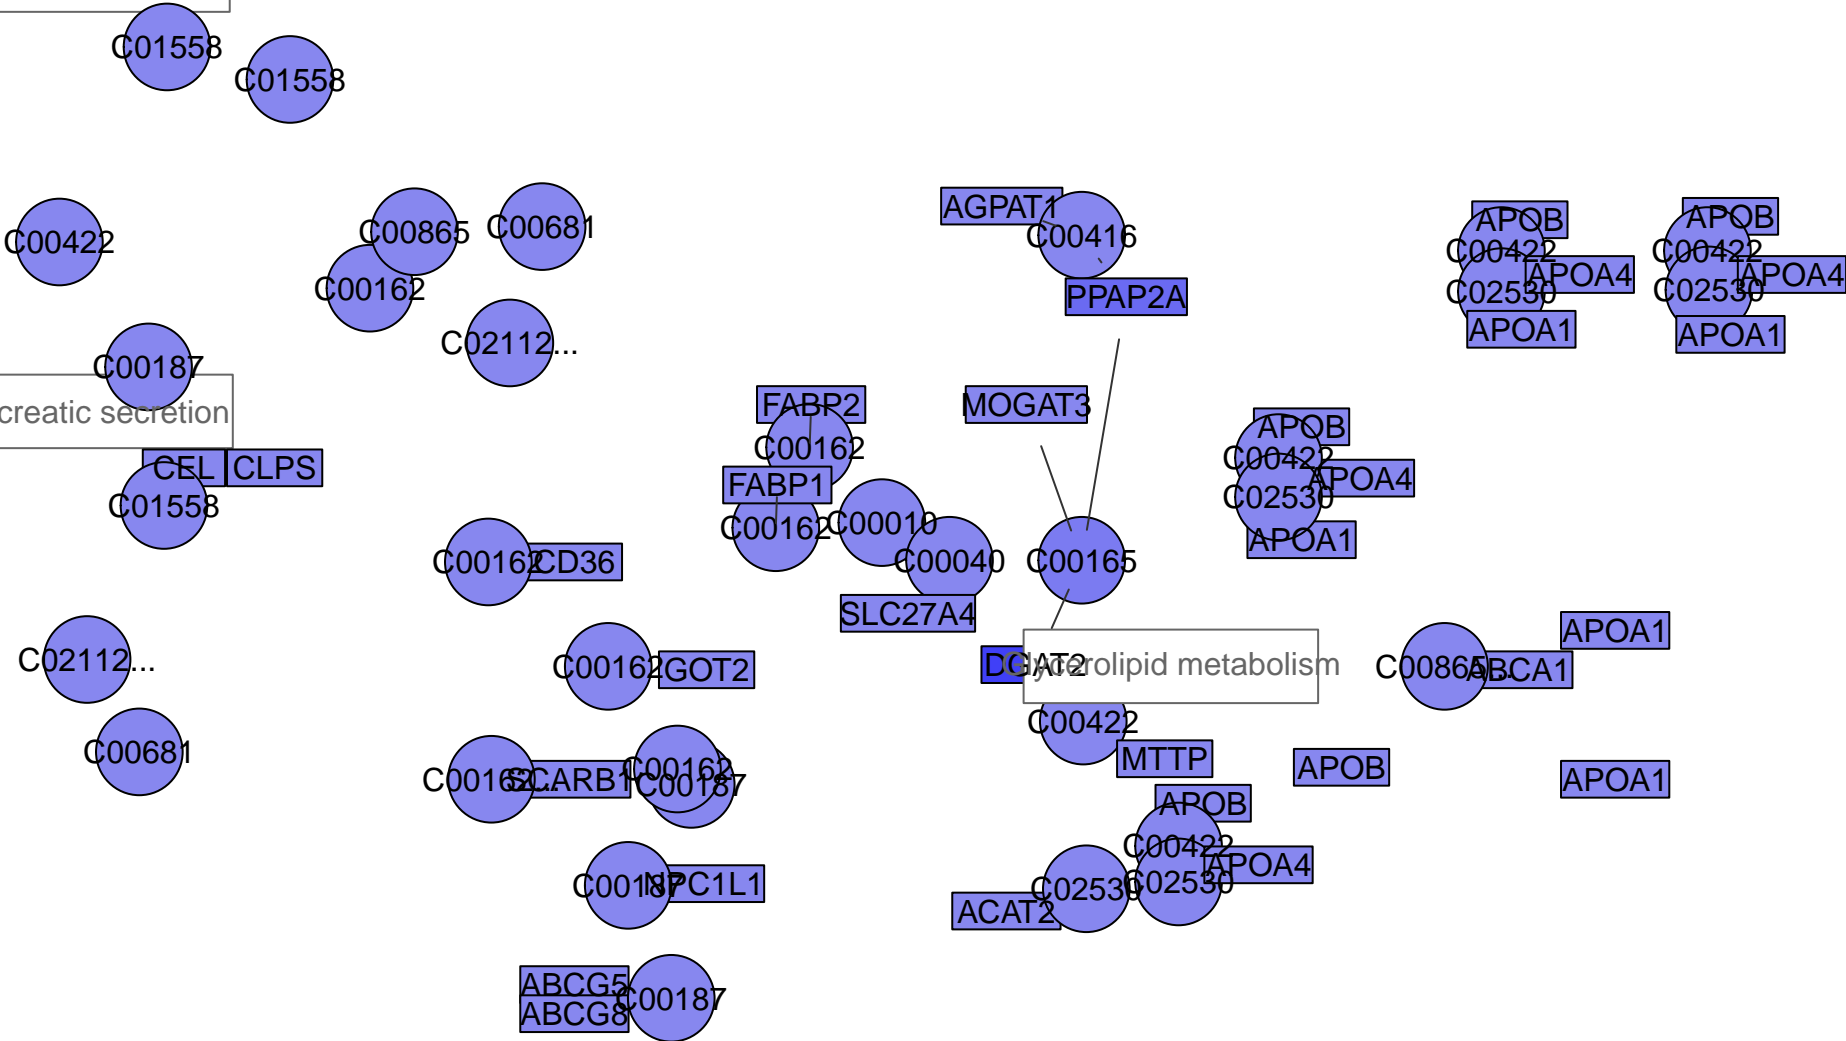 C01558
C01558
C00422
C00865
C00681
C00162
C02112...
C00187
creatic secretion
CEL
CLPS
C01558
AGPAT1
C00416
PPAP2A
APOB
C00422
APOA4
C02530
APOA1
APOB
C00422
APOA4
C02530
APOA1
FABP2
C00162
FABP1
C00162
C00010
C00040
SLC27A4
MOGAT3
C00165
APOB
C00422
APOA4
C02530
APOA1
C00162
CD36
C02112...
C00681
C00162
GOT2
DGAT2
Glycerolipid metabolism
C00422
MTTP
APOB
C00865...
ABCA1
APOA1
APOA1
C00162...
SCARB1
C00162
C00187
APOB
C00422
APOA4
C02530
C02530
ACAT2
C00187
NPC1L1
ABCG5
ABCG8
C00187